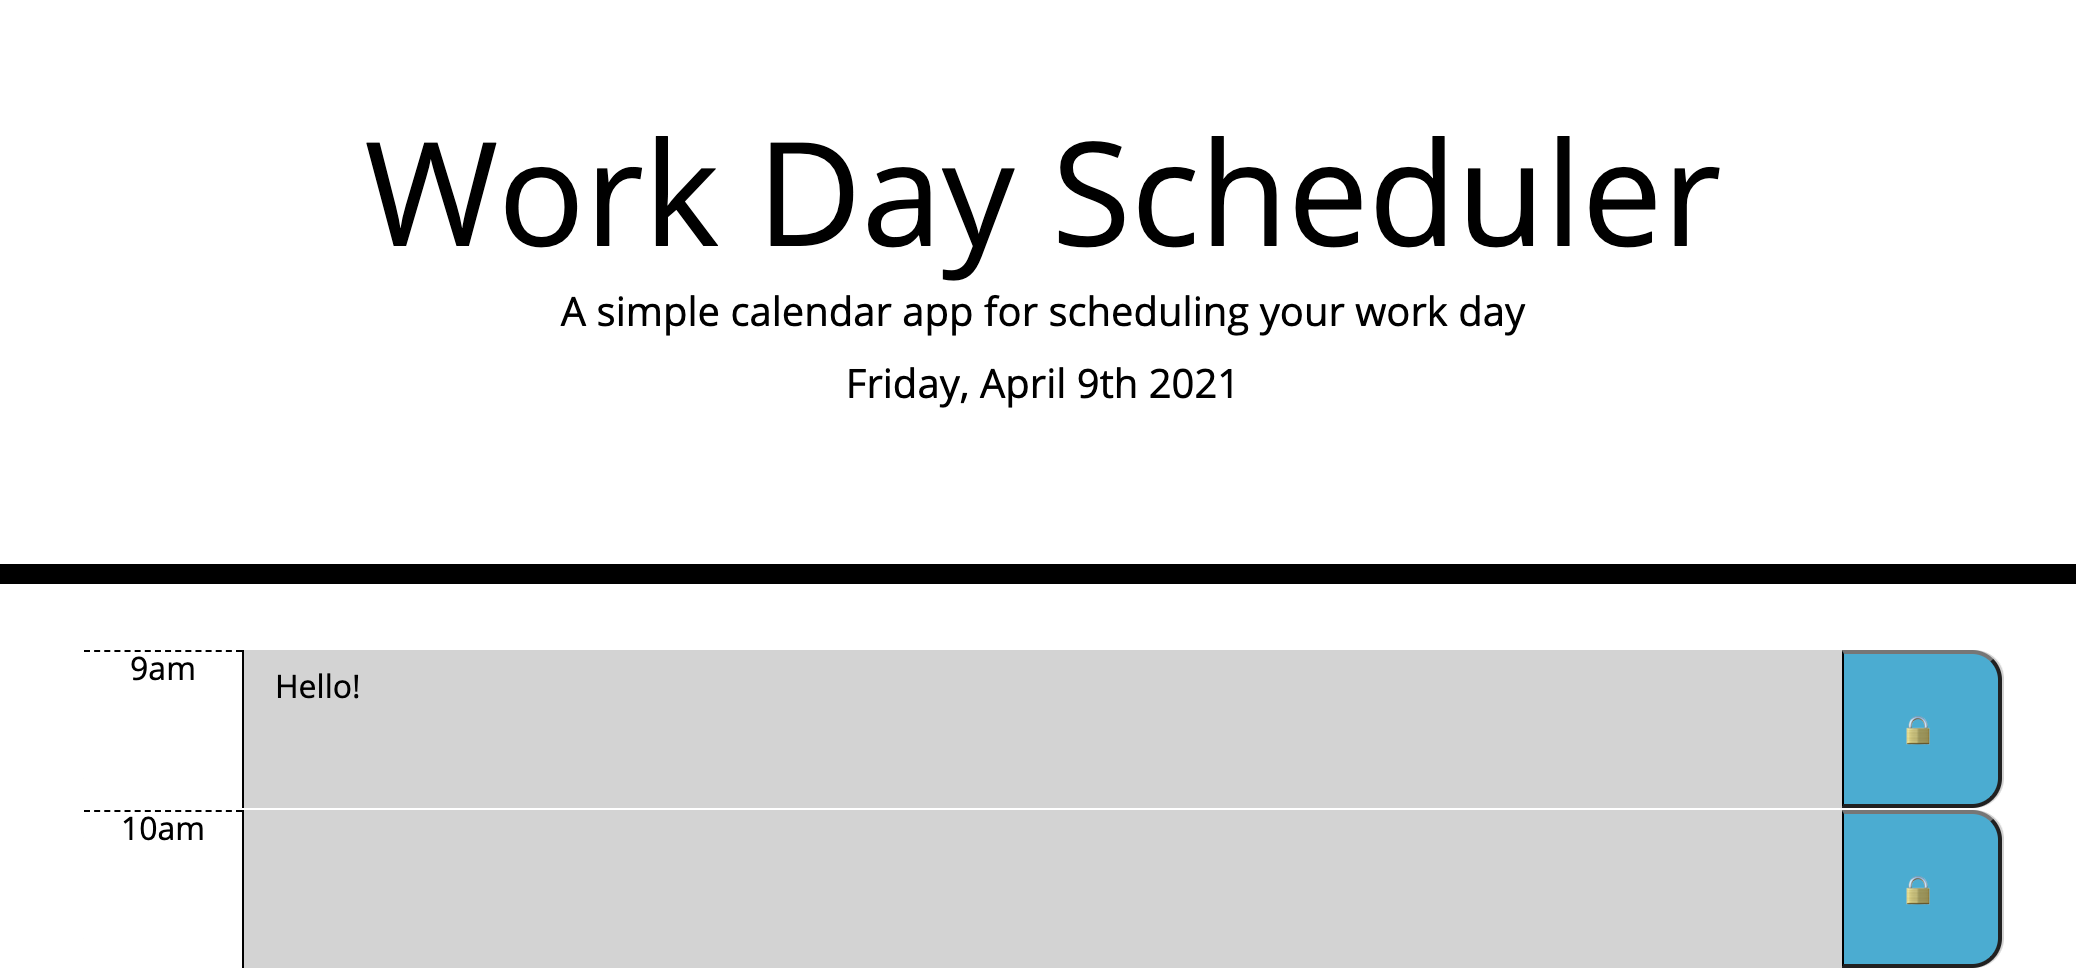 Work Day Scheduler
A simple calendar app for scheduling your work day
Friday, April 9th 2021
9am
Hello!
10am